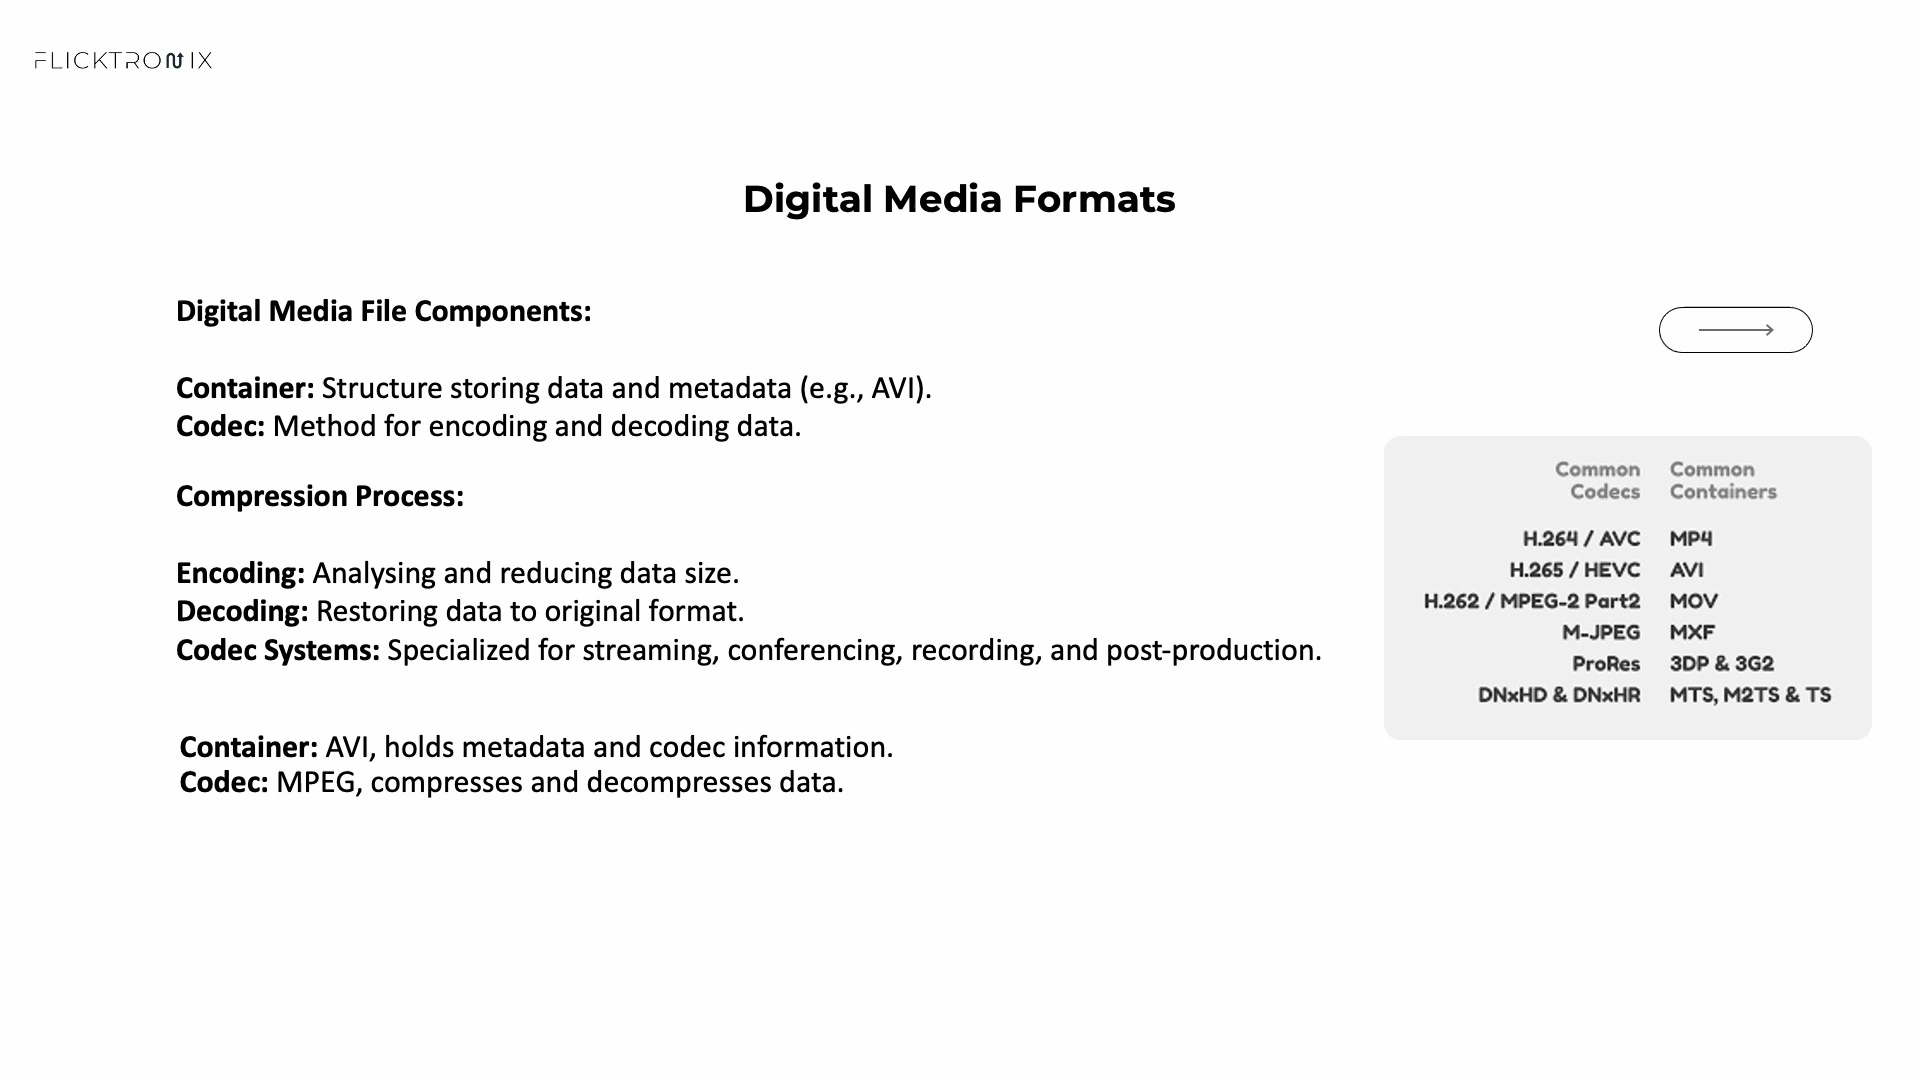 FLICKTRONIX
Digital Media Formats
Digital Media File Components:
Container: Structure storing data and metadata (e.g., AVI).
Codec: Method for encoding and decoding data.
Compression Process:
Encoding: Analysing and reducing data size.
Decoding: Restoring data to original format.
Codec Systems: Specialized for streaming, conferencing, recording, and post-production.
Container: AVI, holds metadata and codec information.
Codec: MPEG, compresses and decompresses data.
Common Codecs
Common Containers
H.264 / AVC MP4
H.265 / HEVC AVI
H.262 / MPEG-2 Part2 MOV
M-JPEG MXF
ProRes 3DP & 3G2
DNxHD & DNxHR MTS, M2TS & TS